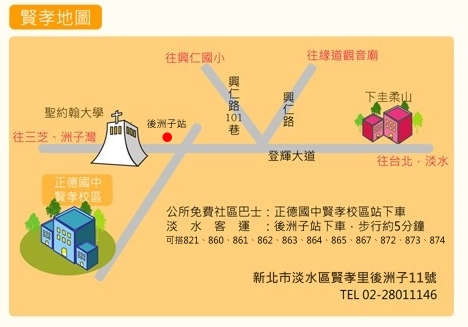 賢孝地圖
往興仁國小
往緣道觀音廟
興仁路101巷
興仁路
下圭柔山
聖約翰大學
後洲子站
往三芝、洲子灣
登輝大道
往台北，淡水
正德國中
賢孝校區
公所免費社區巴士：正德國中賢孝校區站下車
淡水客運：後洲子站下車，步行約5分鐘
可搭821、860、861、862、863、864、865、867、872、873、874
新北市淡水區賢孝里後洲子11號
TEL 02-28011146